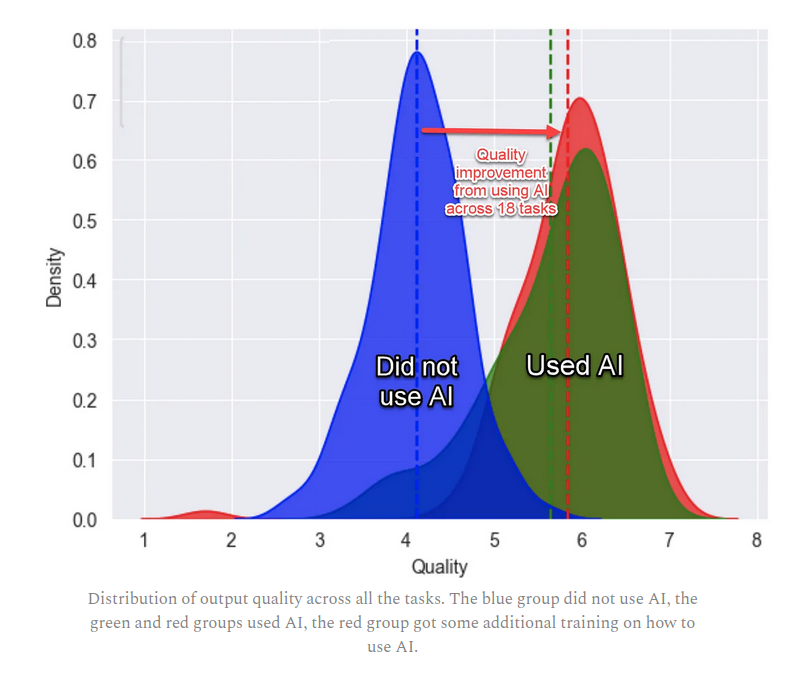 0.8
0.7
0.6
0.5
0.4
0.3
0.2
0.1
0.0
Density
Quality
improvement
from using AI
across 18 tasks
Did not
use AI
Used AI
1 2 3 4 5 6 7 8
Quality
Distribution of output quality across all the tasks. The blue group did not use AI, the
green and red groups used AI, the red group got some additional training on how to
use AI.